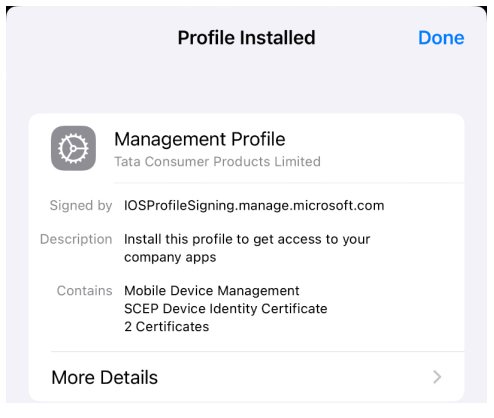 Profile Installed
Done
Management Profile
Tata Consumer Products Limited
Signed by IOSProfileSigning.manage.microsoft.com
Description Install this profile to get access to your
company apps
Contains Mobile Device Management
SCEP Device Identity Certificate
2 Certificates
More Details